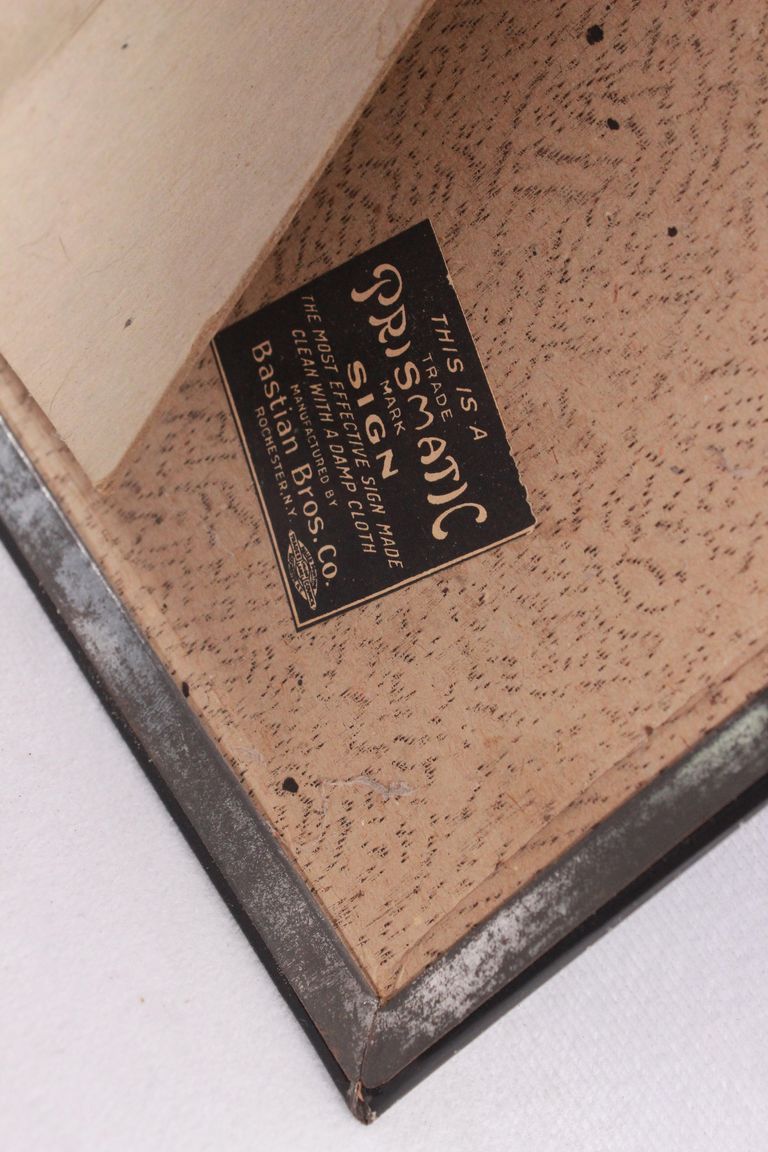 THIS IS A
PRISMATIC
TRADE MARK
SIGN
THE MOST EFFECTIVE SIGN MADE
CLEAN WITH A DAMP CLOTH
MANUFACTURED BY
Bastian Bros. Co.
ROCHESTER, N.Y.